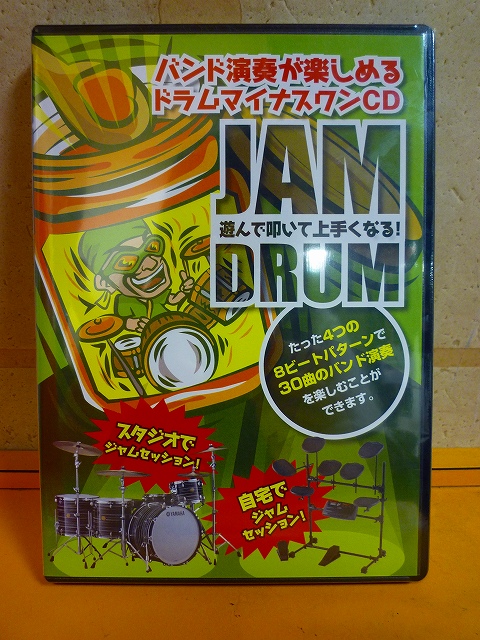 バンド演奏が楽しめる
ドラムマイナスワンCD
JAM
遊んで叩いて上手くなる!
DRUM
たった4つの
8ビートパターンで
30曲のバンド演奏
を楽しむことが
できます。
スタジオで
ジャムセッション!
自宅で
ジャム
セッション!
YAMAHA